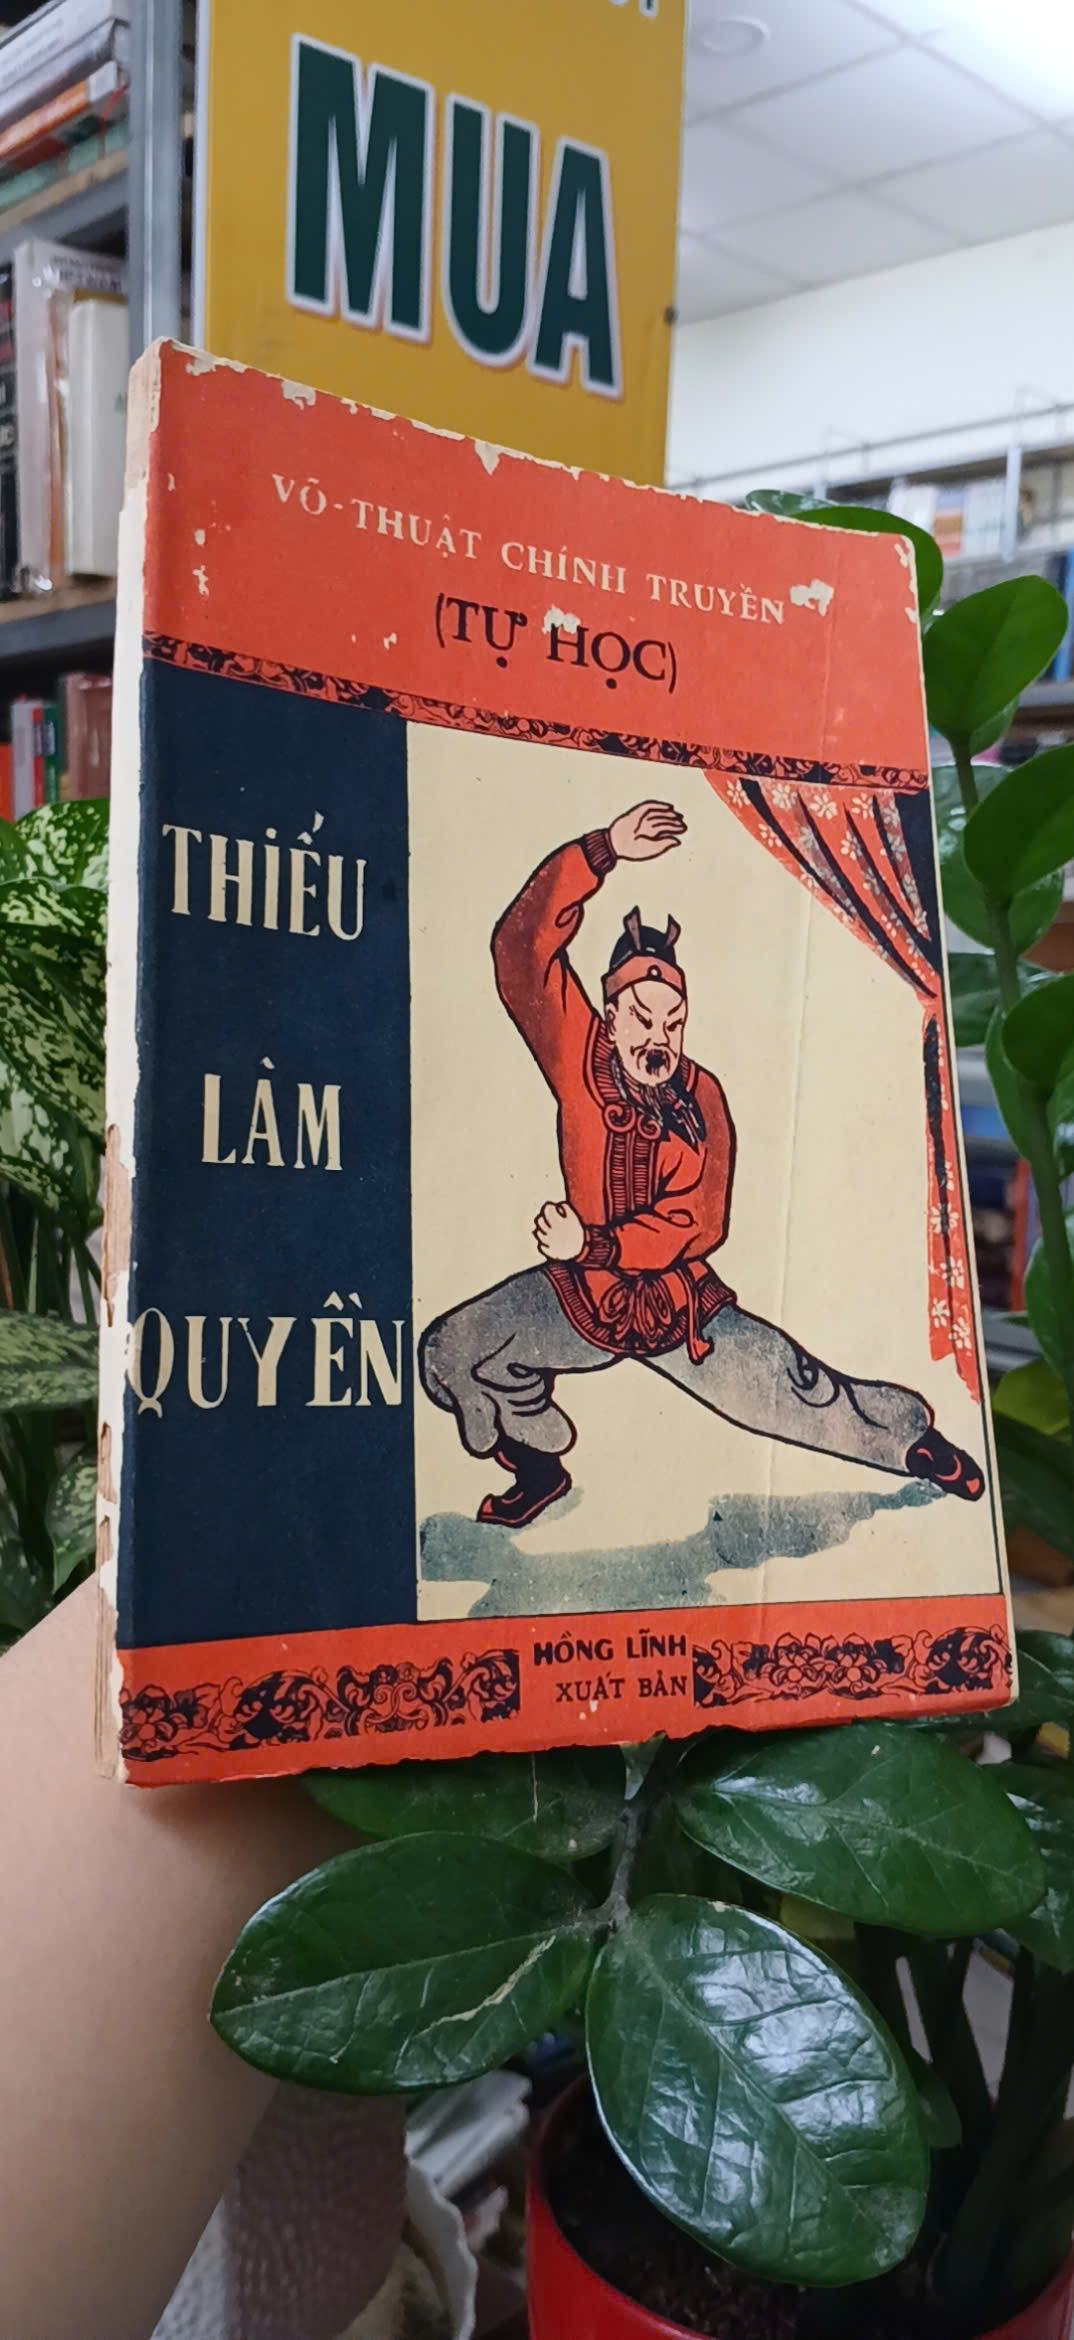 MUA
VÕ-THUẬT CHÍNH TRUYỀN
(TỰ HỌC)
THIẾU
LÂM
QUYỀN
HỒNG LĨNH
XUẤT BẢN